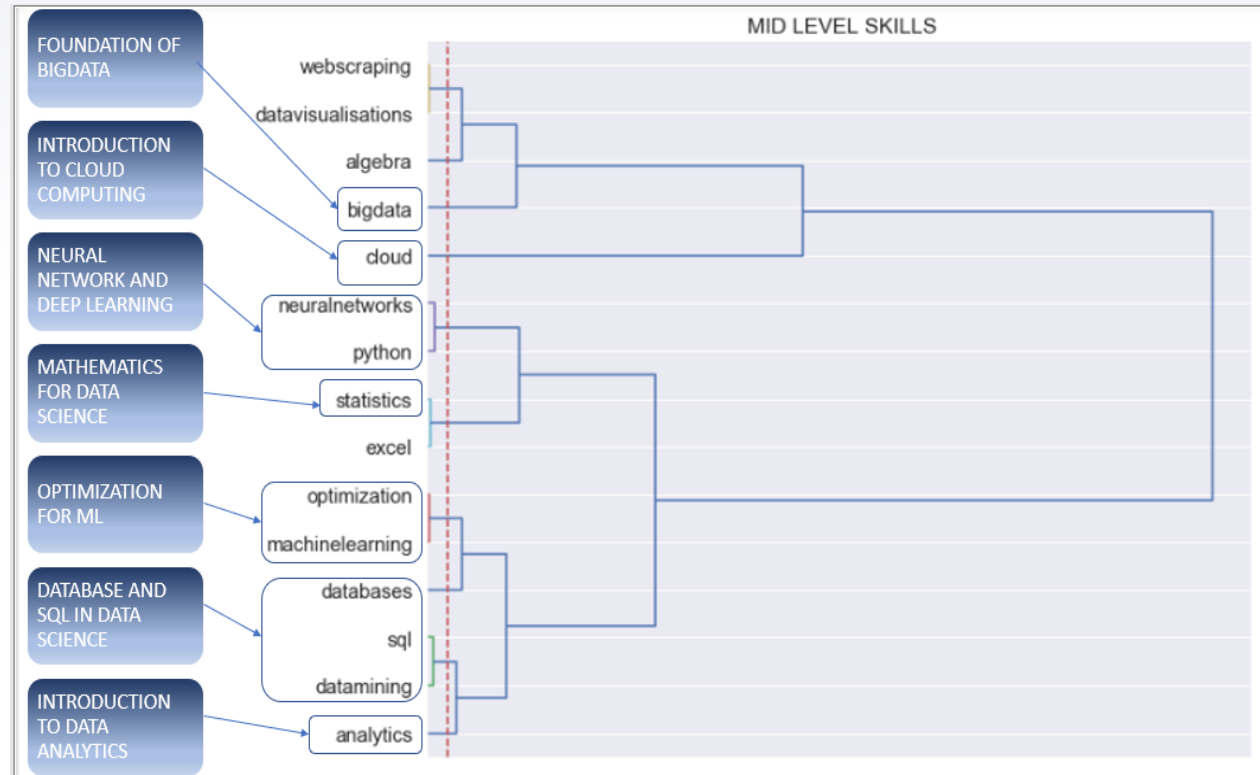 MID LEVEL SKILLS
FOUNDATION OF
BIGDATA
INTRODUCTION
TO CLOUD
COMPUTING
NEURAL
NETWORK AND
DEEP LEARNING
MATHEMATICS
FOR DATA
SCIENCE
OPTIMIZATION
FOR ML
DATABASE AND
SQL IN DATA
SCIENCE
INTRODUCTION
TO DATA
ANALYTICS
webscraping
datavisualisations
algebra
bigdata
cloud
neuralnetworks
python
statistics
excel
optimization
machinelearning
databases
sql
datamining
analytics